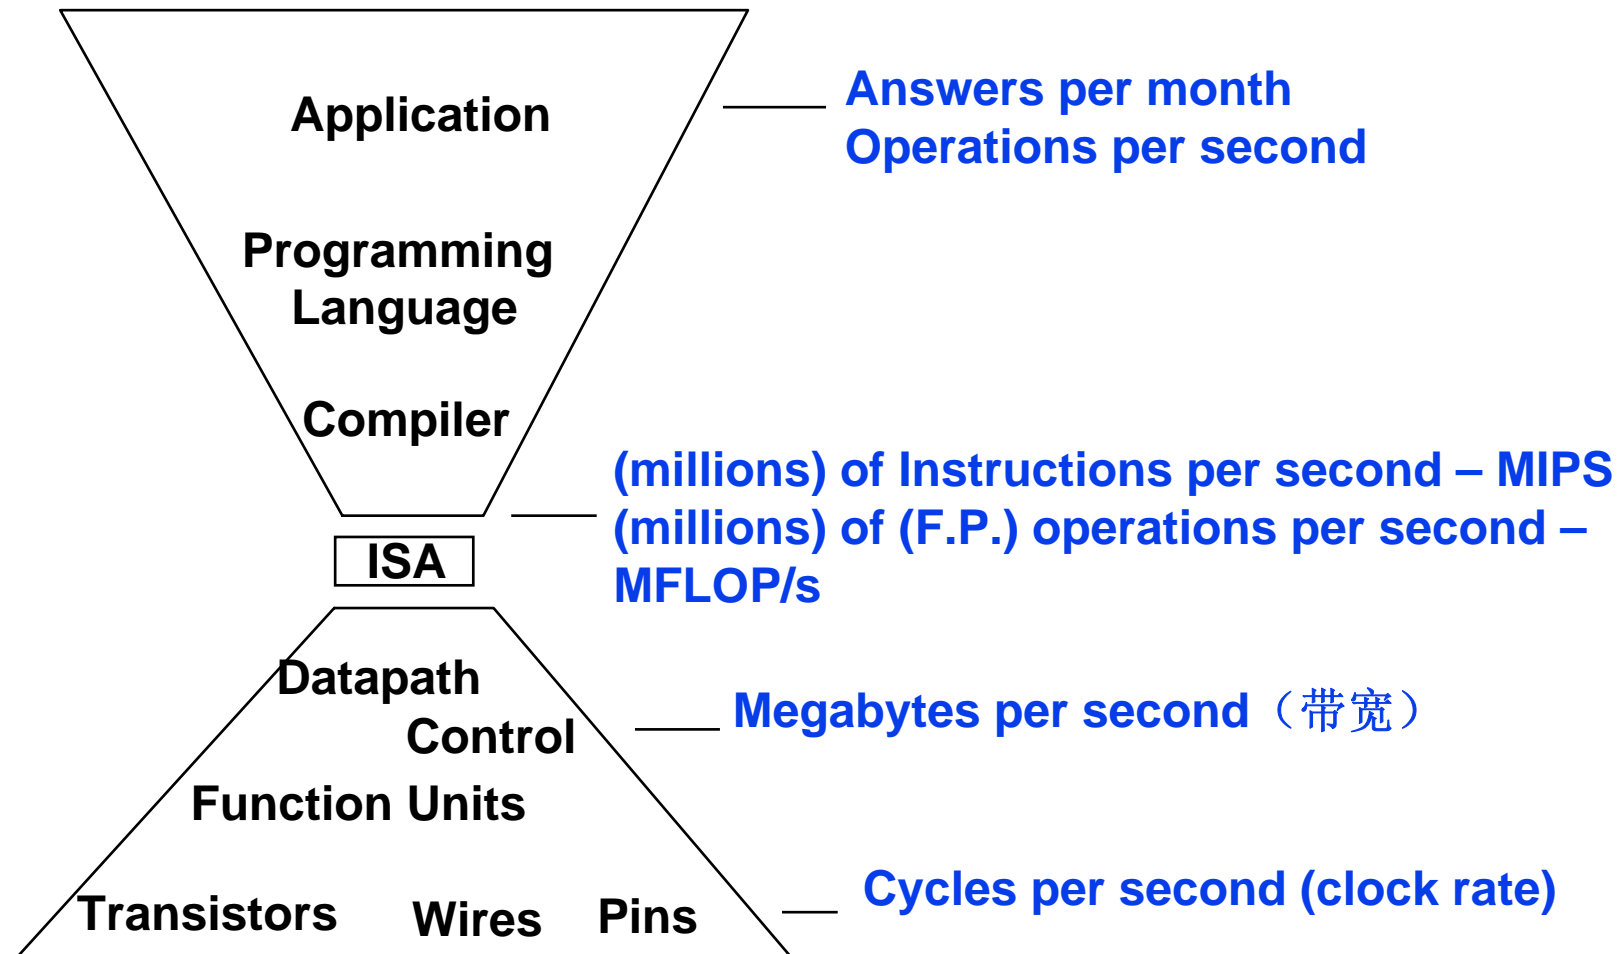 Application
Answers per month
Operations per second
Programming
Language
Compiler
(millions) of Instructions per second – MIPS
(millions) of (F.P.) operations per second –
MFLOP/s
ISA
Datapath
Control
Megabytes per second（带宽）
Function Units
Cycles per second (clock rate)
Transistors Wires Pins